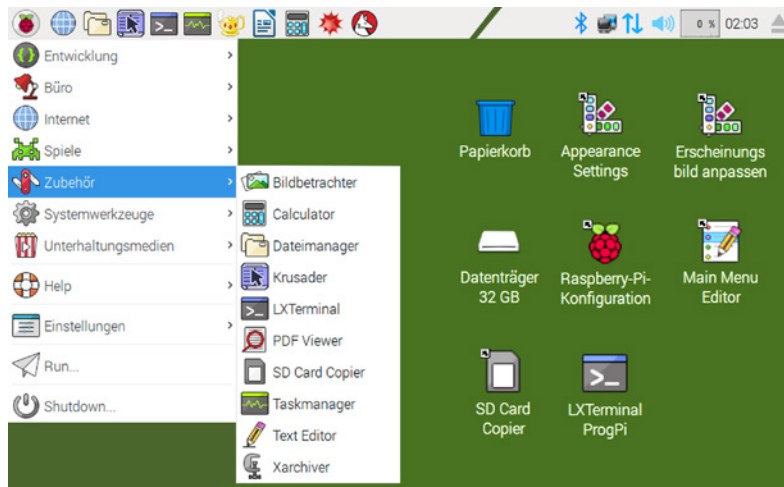 0 %
02:03
Entwicklung
Büro
Internet
Spiele
Zubehör
Systemwerkzeuge
Unterhaltungsmedien
Help
Einstellungen
Run...
Shutdown...
Bildbetrachter
Calculator
Dateimanager
Krusader
LXTerminal
PDF Viewer
SD Card Copier
Taskmanager
Text Editor
Xarchiver
Papierkorb
Appearance
Settings
Erscheinungs
bild anpassen
Datenträger
32 GB
Raspberry-Pi-
Konfiguration
Main Menu
Editor
SD Card
Copier
LXTerminal
ProgPi